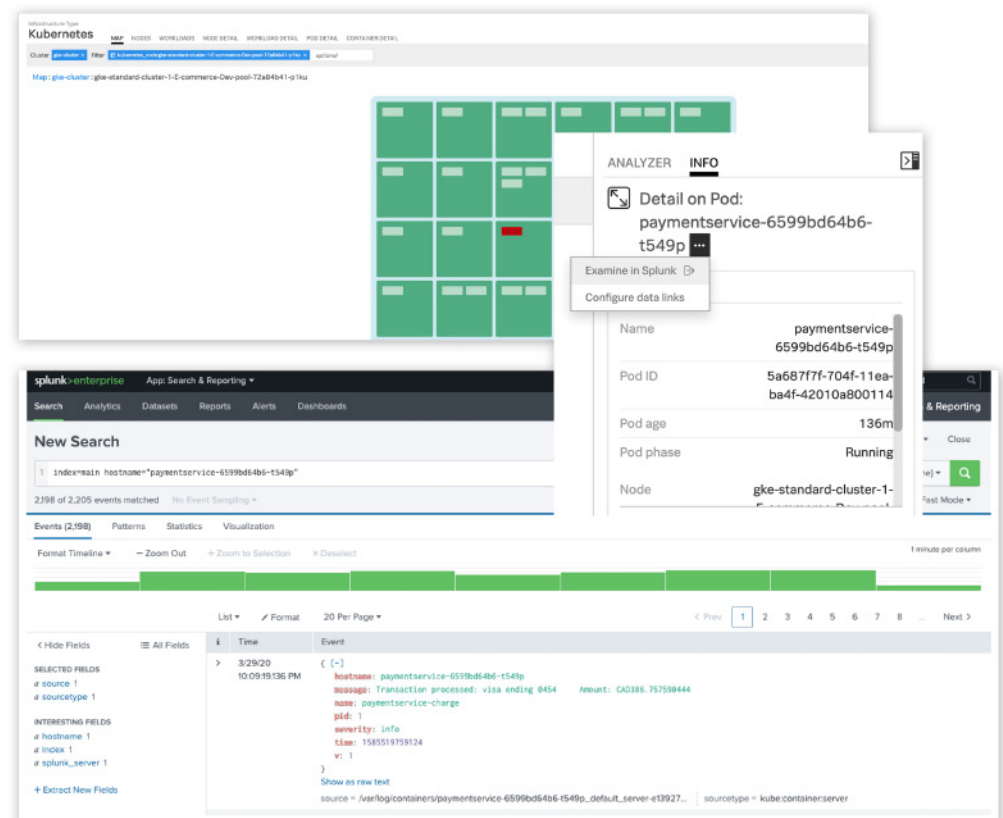 Infrastructure Type
Kubernetes MAP NODES WORKLOADS NODE DETAIL WORKLOAD DETAIL POD DETAIL CONTAINER DETAIL
Cluster gke-cluster × Filter optional
Map: gke-cluster : gke-standard-cluster-1-E-commerce-Dev-pool-72a84b41-p1ku
ANALYZER INFO
Detail on Pod:
paymentservice-6599bd64b6-
t549p ...
Examine in Splunk
Configure data links
Name paymentservice-
6599bd64b6-t549p
Pod ID 5a687f7f-704f-11ea-
ba4f-42010a800114
Pod age 136m
Pod phase Running
Node gke-standard-cluster-1-
splunk>enterprise App: Search & Reporting
Search Analytics Datasets Reports Alerts Dashboards & Reporting
New Search Close
1 index=main hostname="paymentservice-6599bd64b6-t549p"
2,198 of 2,205 events matched No Event Sampling Fast Mode
Events (2,198) Patterns Statistics Visualization
Format Timeline – Zoom Out + Zoom to Selection × Deselect 1 minute per column
List Format 20 Per Page < Prev 1 2 3 4 5 6 7 8 ... Next >
< Hide Fields All Fields i Time Event
SELECTED FIELDS
a source 1
a sourcetype 1
INTERESTING FIELDS
a hostname 1
a index 1
a splunk_server 1
+ Extract New Fields
> 3/29/20
10:09:19.136 PM
{ [-]
hostname: paymentservice-6599bd64b6-t549p
message: Transaction processed: visa ending 0454 Amount: CAD386.757590444
name: paymentservice-charge
pid: 1
severity: info
time: 1585519759124
v: 1
}
Show as raw text
source = /var/log/containers/paymentservice-6599bd64b6-t549p_default_server-e13927... sourcetype = kube:container:server